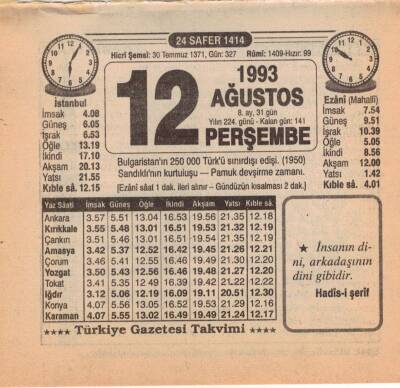 24 SAFER 1414
Hicrî Şemsî: 30 Temmuz 1371, Gün: 327 Rûmî: 1409-Hızır: 99
12
1993
AĞUSTOS
8. ay, 31 gün
Yılın 224. günü - Kalan gün: 141
PERŞEMBE
İstanbul
İmsak 4.08
Güneş 6.05
İşrak 6.53
Öğle 13.19
İkindi 17.10
Akşam 20.13
Yatsı 21.55
Kıble sâ. 12.15
Ezânî (Mahallî)
İmsak 7.54
Güneş 9.51
İşrak 10.39
Öğle 5.05
İkindi 8.56
Akşam 12.00
Yatsı 1.42
Kıble sâ. 4.01
Bulgaristan'ın 250 000 Türk'ü sınırdışı edişi. (1950)
Sandıklı'nın kurtuluşu — Pamuk devşirme zamanı.
[Ezânî sâat 1 dak. ileri alınır – Gündüzün kısalması 2 dak.]
Yaz Sâati İmsâk Güneş Öğle İkindi Akşam Yatsı Kıble sâ.
Ankara 3.57 5.51 13.04 16.53 19.56 21.35 12.18
Kırıkkale 3.55 5.48 13.01 16.51 19.53 21.32 12.19
Çankırı 3.51 5.46 13.01 16.51 19.54 21.34 12.23
Amasya 3.42 5.37 12.52 16.42 19.45 21.26 12.21
Çorum 3.46 5.41 12.55 16.46 19.49 21.30 12.20
Yozgat 3.50 5.43 12.56 16.46 19.48 21.27 12.20
Tokat 3.41 5.35 12.49 16.39 19.42 21.22 12.19
Iğdır 3.12 5.06 12.19 16.09 19.11 20.51 12.30
Konya 4.07 5.56 13.05 16.52 19.53 21.29 12.16
Karaman 4.07 5.55 13.02 16.49 19.49 21.24 12.17
★ İnsanın di-
ni, arkadaşının
dini gibidir.
Hadîs-i şerîf
★★★★ Türkiye Gazetesi Takvimi ★★★★